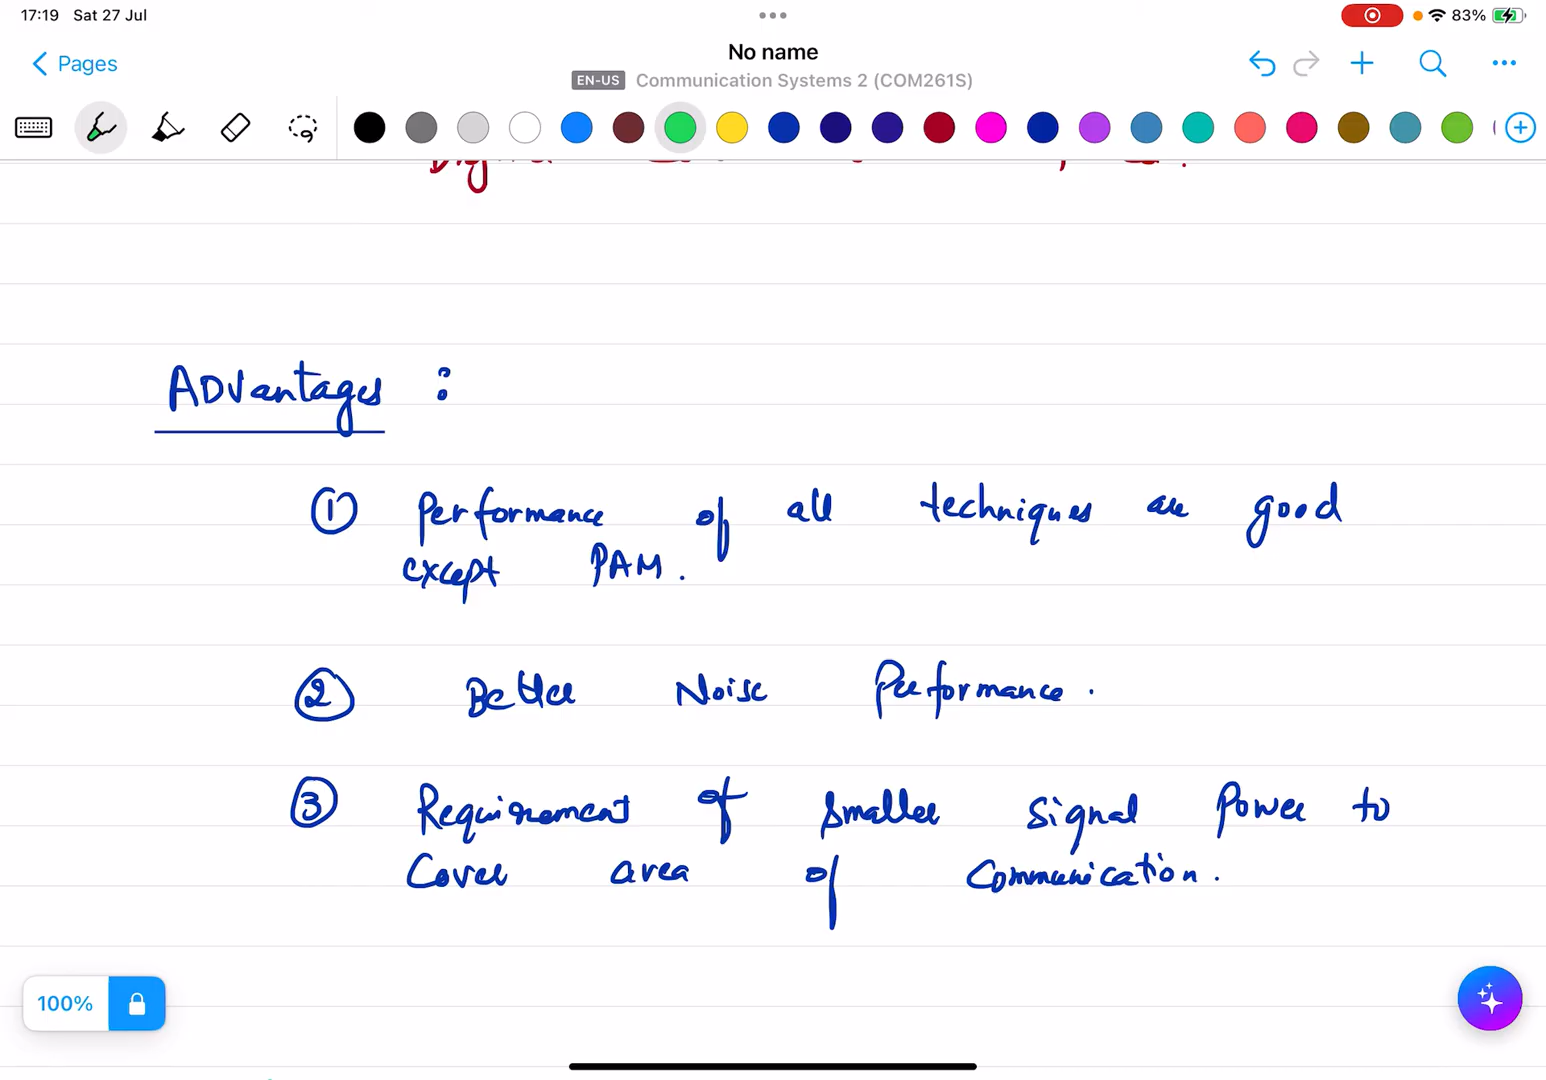 17:19 Sat 27 Jul
83%
Pages
No name
EN-US Communication Systems 2 (COM261S)
Advantages :
① Performance of all techniques are good
except PAM.
② Better Noise Performance.
③ Requirement of smaller signal power to
Cover area of Communication.
100%